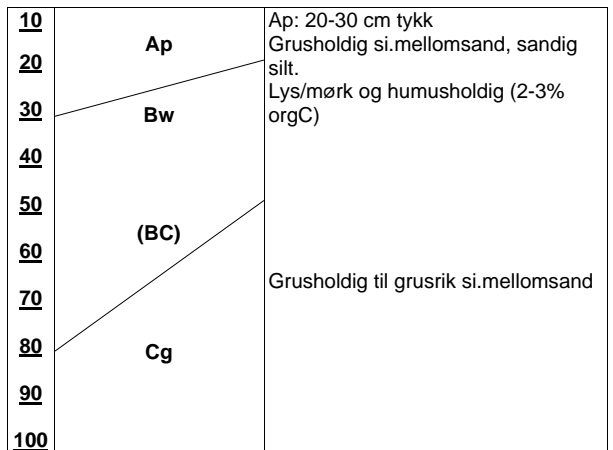 10
Ap
Ap: 20-30 cm tykk
Grusholdig si.mellomsand, sandig
silt.
20
Lys/mørk og humusholdig (2-3%
orgC)
30
Bw
40
50
(BC)
60
Grusholdig til grusrik si.mellomsand
70
80
Cg
90
100